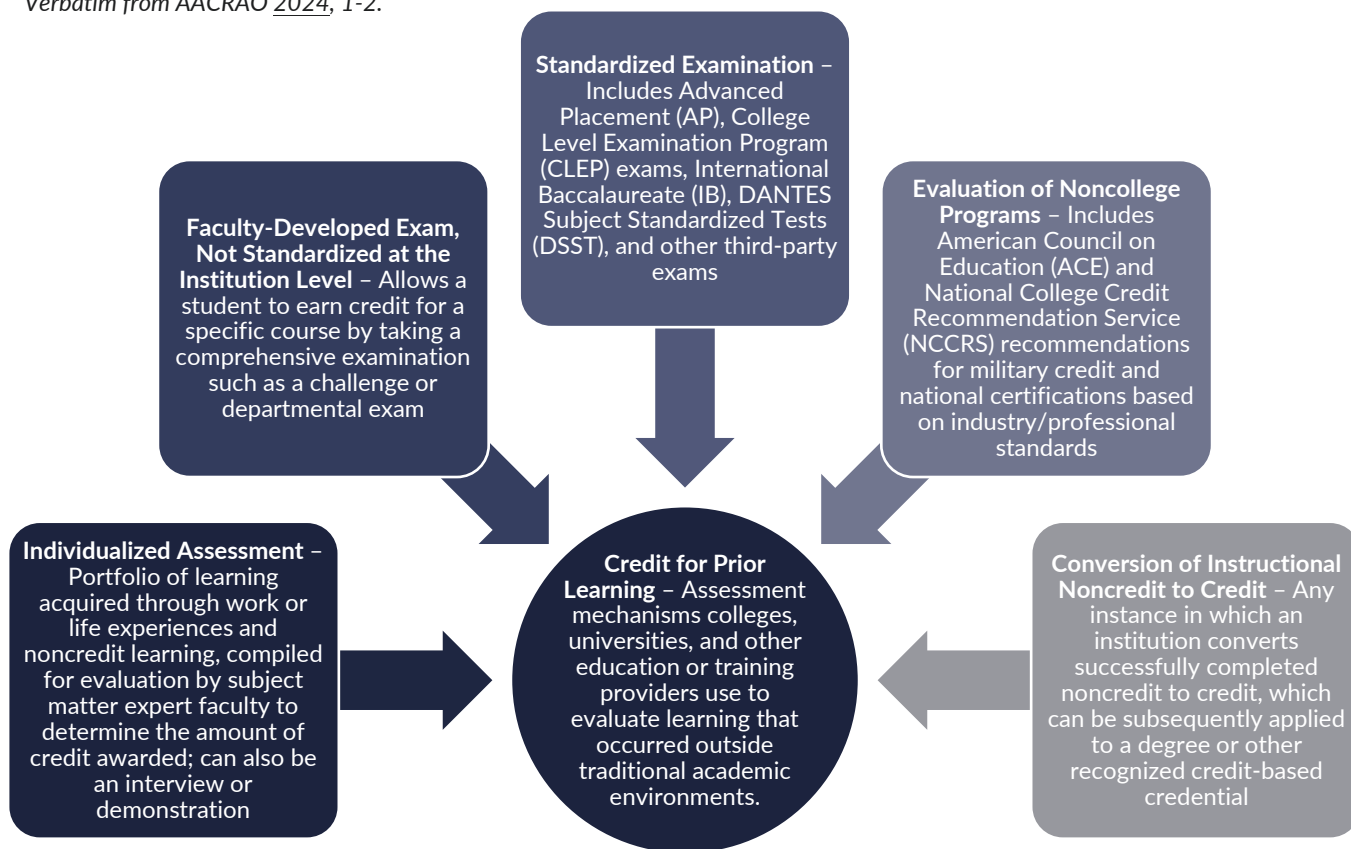 Verbatim from AACRAO 2024, 1-2.
Standardized Examination –
Includes Advanced
Placement (AP), College
Level Examination Program
(CLEP) exams, International
Baccalaureate (IB), DANTES
Subject Standardized Tests
(DSST), and other third-party
exams
Faculty-Developed Exam,
Not Standardized at the
Institution Level – Allows a
student to earn credit for a
specific course by taking a
comprehensive examination
such as a challenge or
departmental exam
Evaluation of Noncollege
Programs – Includes
American Council on
Education (ACE) and
National College Credit
Recommendation Service
(NCCRS) recommendations
for military credit and
national certifications based
on industry/professional
standards
Individualized Assessment –
Portfolio of learning
acquired through work or
life experiences and
noncredit learning, compiled
for evaluation by subject
matter expert faculty to
determine the amount of
credit awarded; can also be
an interview or
demonstration
Credit for Prior
Learning – Assessment
mechanisms colleges,
universities, and other
education or training
providers use to
evaluate learning that
occurred outside
traditional academic
environments.
Conversion of Instructional
Noncredit to Credit – Any
instance in which an
institution converts
successfully completed
noncredit to credit, which
can be subsequently applied
to a degree or other
recognized credit-based
credential